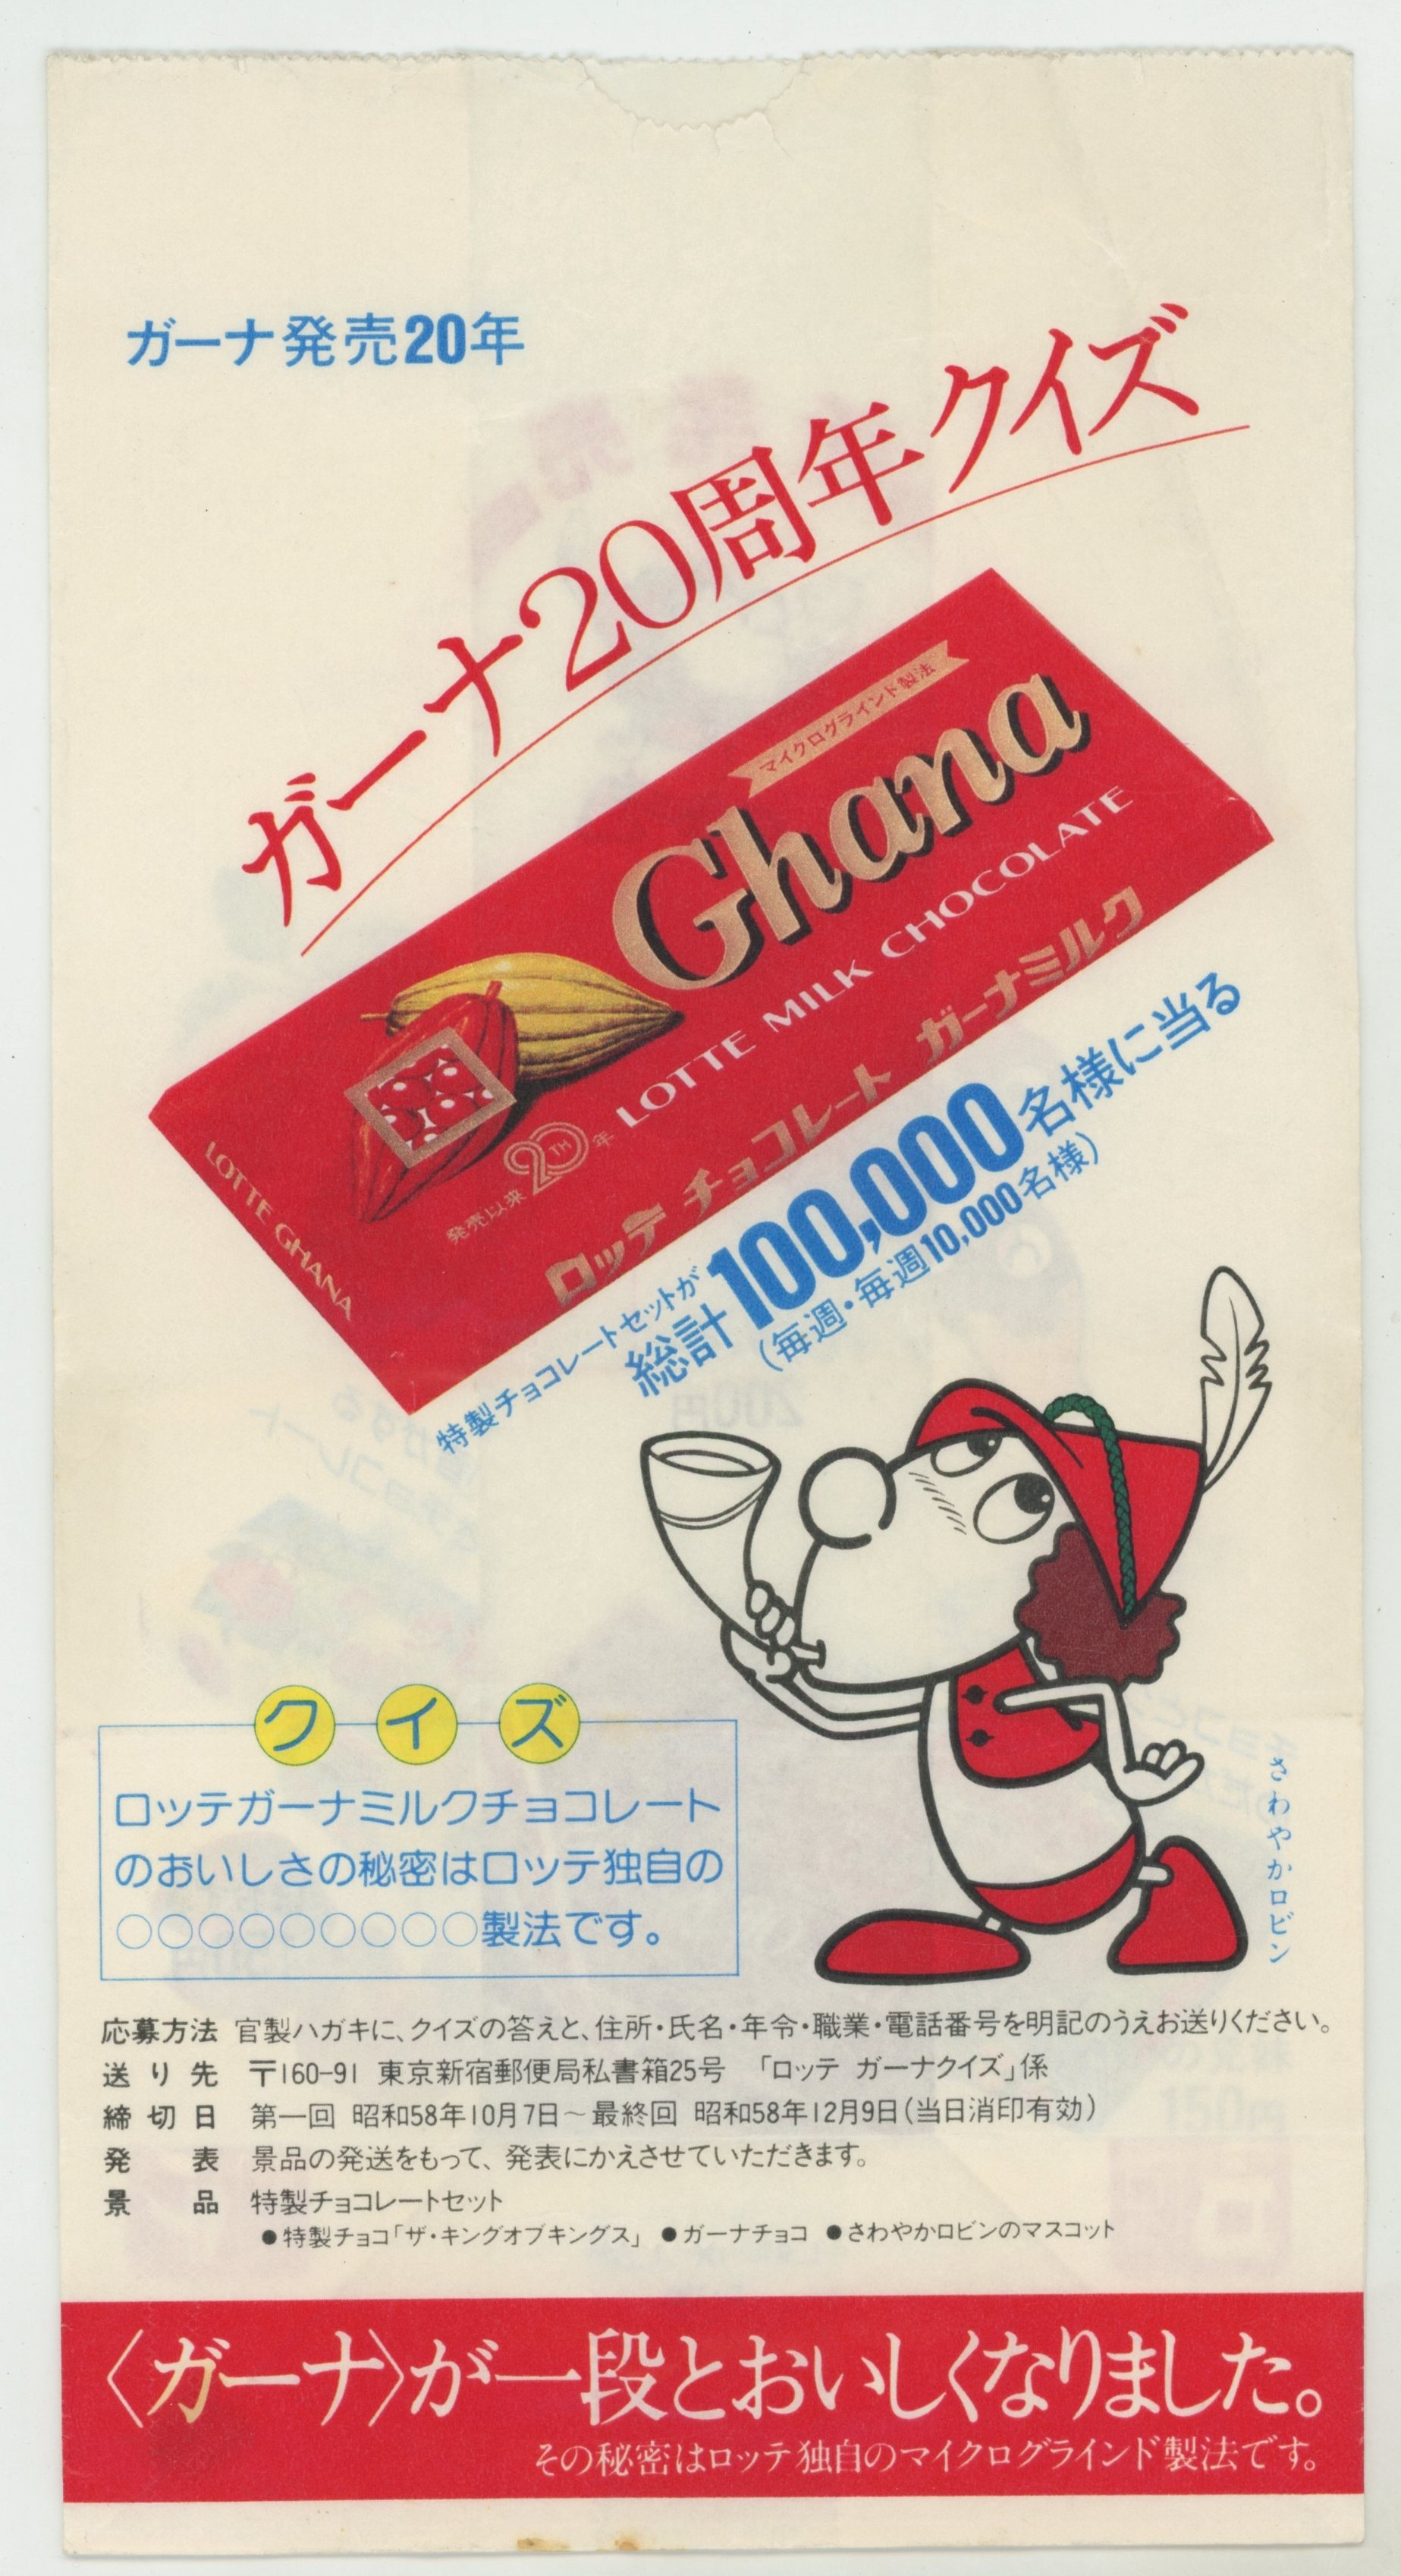 ガーナ発売20年
ガーナ20周年クイズ
マイクログラインド製法
Ghana
LOTTE MILK CHOCOLATE
発売以来20TH年
ロッテ チョコレート ガーナミルク
LOTTE GHANA
特製チョコレートセットが
総計100,000名様に当る
(毎週・毎週10,000名様)
クイズ
ロッテガーナミルクチョコレート
のおいしさの秘密はロッテ独自の
○○○○○○○○○製法です。
さわやかロビン
応募方法 官製ハガキに、クイズの答えと、住所・氏名・年令・職業・電話番号を明記のうえお送りください。
送り先 〒160-91 東京新宿郵便局私書箱25号 「ロッテ ガーナクイズ」係
締切日 第一回 昭和58年10月7日〜最終回 昭和58年12月9日(当日消印有効)
発表 景品の発送をもって、発表にかえさせていただきます。
景品 特製チョコレートセット
●特製チョコ「ザ・キングオブキングス」 ●ガーナチョコ ●さわやかロビンのマスコット
〈ガーナ〉が一段とおいしくなりました。
その秘密はロッテ独自のマイクログラインド製法です。